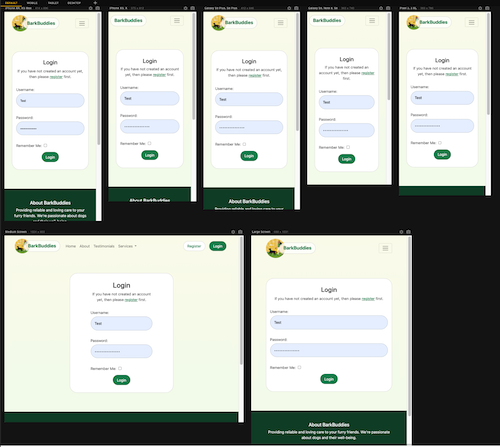 DEFAULT MOBILE TABLET DESKTOP
BarkBuddies
Login
If you have not created an account
yet, then please register first.
Username:
Test
Password:
Remember Me:
Login
About BarkBuddies
Providing reliable and loving care to your
furry friends. We're passionate about dogs
BarkBuddies
Login
If you have not created an account
yet, then please register first.
Username:
Test
Password:
Remember Me:
Login
About BarkBuddies
BarkBuddies
Login
If you have not created an account
yet, then please register first.
Username:
Test
Password:
Remember Me:
Login
About BarkBuddies
Providing reliable and loving care to your
BarkBuddies
Login
If you have not created an
account yet, then please
register first.
Username:
Test
Password:
Remember Me:
Login
BarkBuddies
Login
If you have not created an account
yet, then please register first.
Username:
Test
Password:
Remember Me:
Login
About BarkBuddies
Medium Screen
BarkBuddies Home About Testimonials Services Register Login
Login
If you have not created an account
yet, then please register first.
Username:
Test
Password:
Remember Me:
Login
Large Screen
BarkBuddies
Login
If you have not created an account
yet, then please register first.
Username:
Test
Password:
Remember Me:
Login
About BarkBuddies
Providing reliable and loving care to your furry friends. We're passionate
about dogs and their well-being.